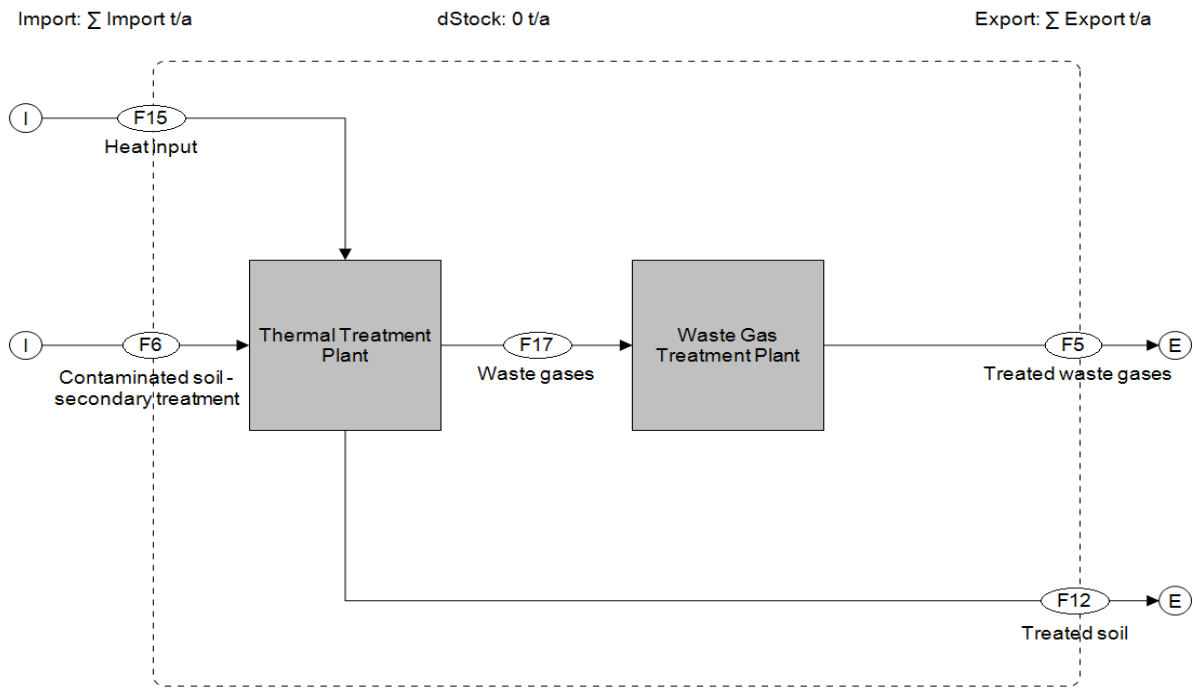 Import: ∑ Import t/a
dStock: 0 t/a
Export: ∑ Export t/a
I
F15
Heat input
I
F6
Contaminated soil -
secondary treatment
Thermal Treatment
Plant
F17
Waste gases
Waste Gas
Treatment Plant
F5
Treated waste gases
E
F12
Treated soil
E